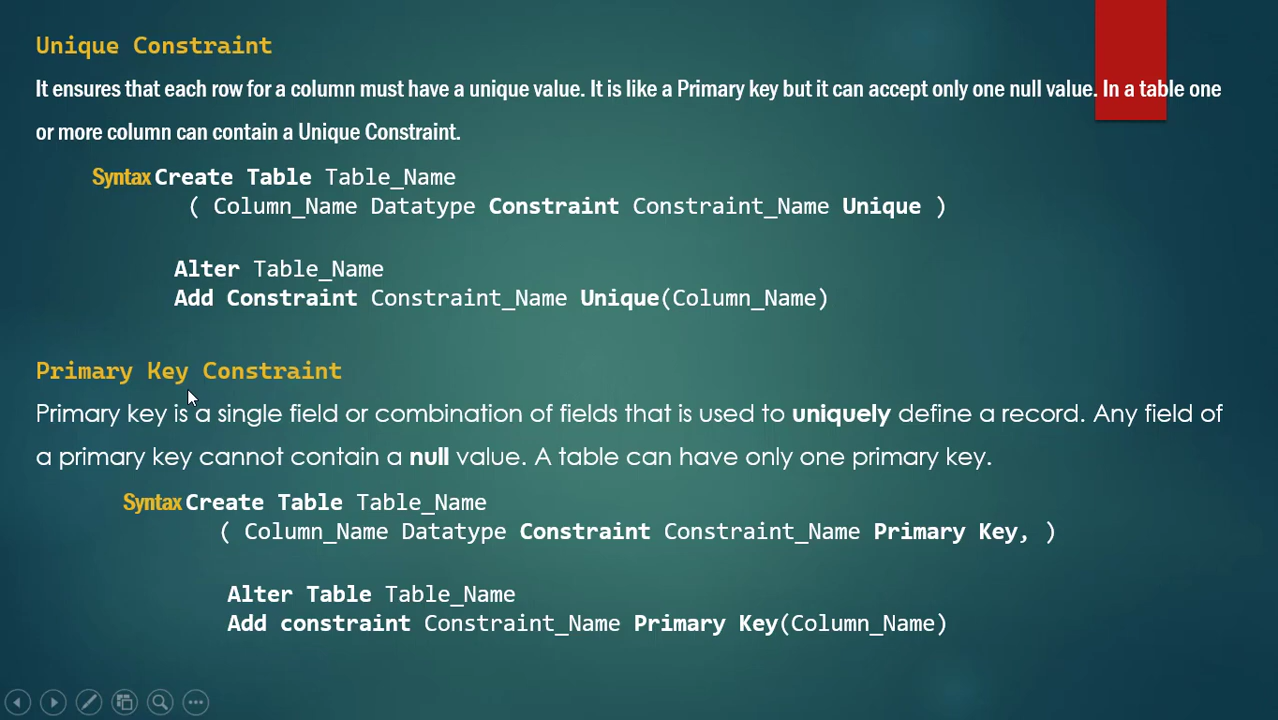 Unique Constraint
It ensures that each row for a column must have a unique value. It is like a Primary key but it can accept only one null value. In a table one
or more column can contain a Unique Constraint.
Syntax Create Table Table_Name
( Column_Name Datatype Constraint Constraint_Name Unique )
Alter Table_Name
Add Constraint Constraint_Name Unique(Column_Name)
Primary Key Constraint
Primary key is a single field or combination of fields that is used to uniquely define a record. Any field of
a primary key cannot contain a null value. A table can have only one primary key.
Syntax Create Table Table_Name
( Column_Name Datatype Constraint Constraint_Name Primary Key, )
Alter Table Table_Name
Add constraint Constraint_Name Primary Key(Column_Name)